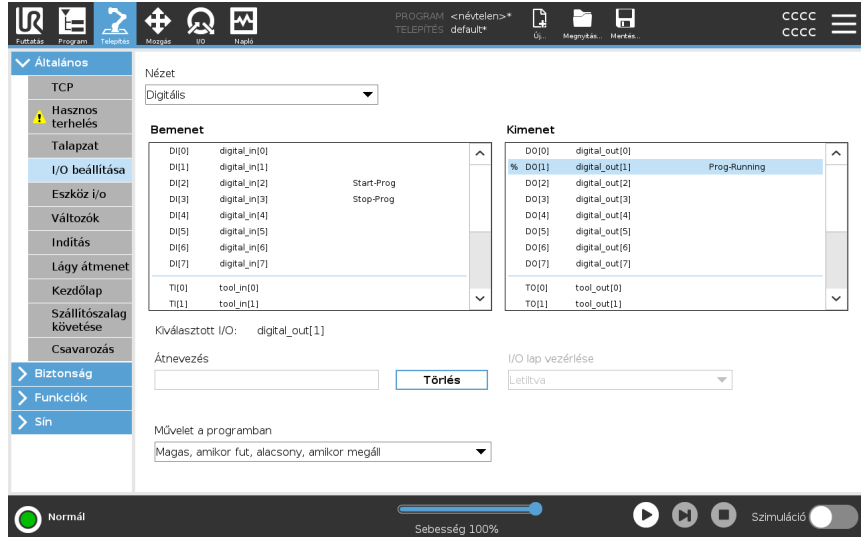 PROGRAM <névtelen>*
TELEPÍTÉS default*
cccc
cccc
Futtatás Program Telepítés Mozgás I/O Napló Új... Megnyitás... Mentés...
Általános
TCP
Hasznos
terhelés
Talapzat
I/O beállítása
Eszköz i/o
Változók
Indítás
Lágy átmenet
Kezdőlap
Szállítószalag
követése
Csavarozás
Biztonság
Funkciók
Sín
Nézet
Digitális
Bemenet
DI[0] digital_in[0]
DI[1] digital_in[1]
DI[2] digital_in[2] Start-Prog
DI[3] digital_in[3] Stop-Prog
DI[4] digital_in[4]
DI[5] digital_in[5]
DI[6] digital_in[6]
DI[7] digital_in[7]
TI[0] tool_in[0]
TI[1] tool_in[1]
Kimenet
DO[0] digital_out[0]
% DO[1] digital_out[1] Prog-Running
DO[2] digital_out[2]
DO[3] digital_out[3]
DO[4] digital_out[4]
DO[5] digital_out[5]
DO[6] digital_out[6]
DO[7] digital_out[7]
TO[0] tool_out[0]
TO[1] tool_out[1]
Kiválasztott I/O: digital_out[1]
Átnevezés
Törlés
I/O lap vezérlése
Letiltva
Művelet a programban
Magas, amikor fut, alacsony, amikor megáll
Normál
Sebesség 100%
Szimuláció